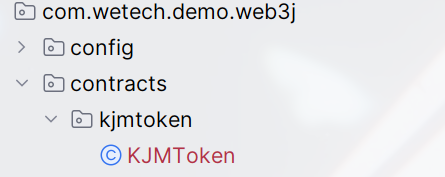 com.wetech.demo.web3j
config
contracts
kjmtoken
KJMToken